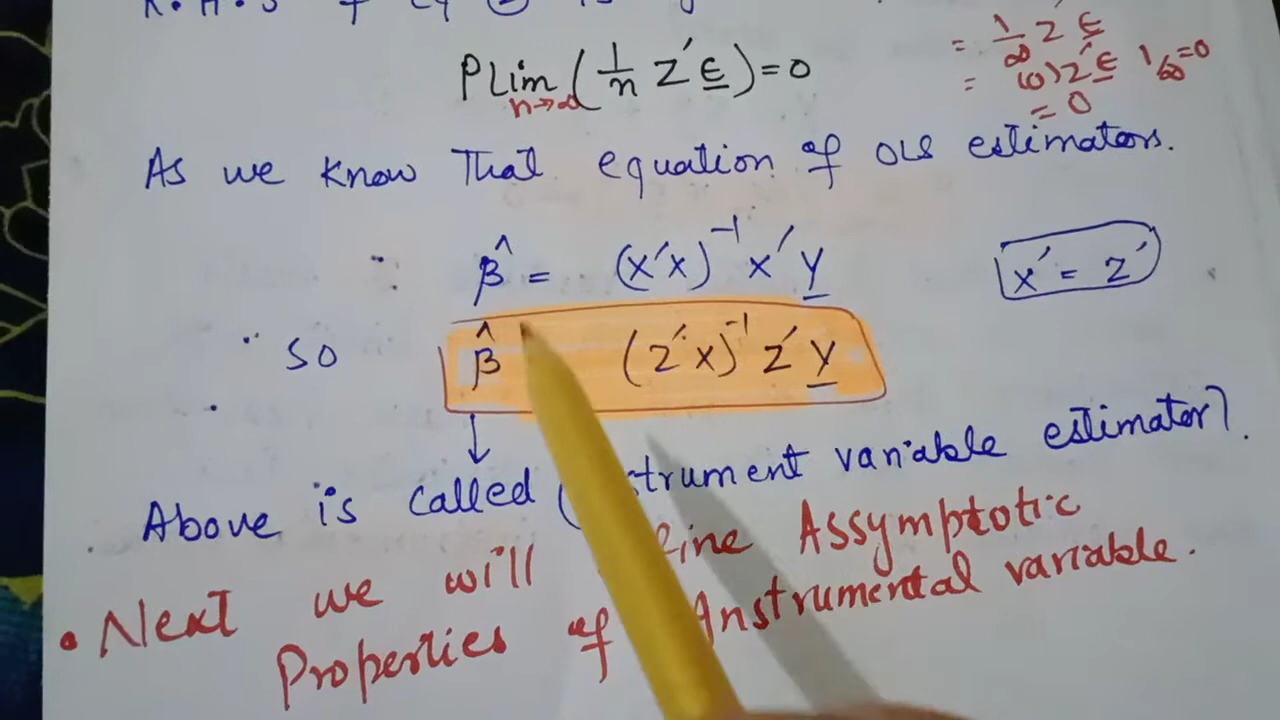 PLim n→∞ (1/n Z'ε) = 0
= 1/∞ Z'ε
= (0) Z'ε 1/∞=0
= 0
As we know That equation of OLS estimators.
∴ β̂ = (x'x)⁻¹ x' Y
x' = z'
∵ So β̂ (z'x)⁻¹ z' Y
↓
Above is called (strument variable estimator).
• Next we will Assymptotic
Properties of Instrumental variable.